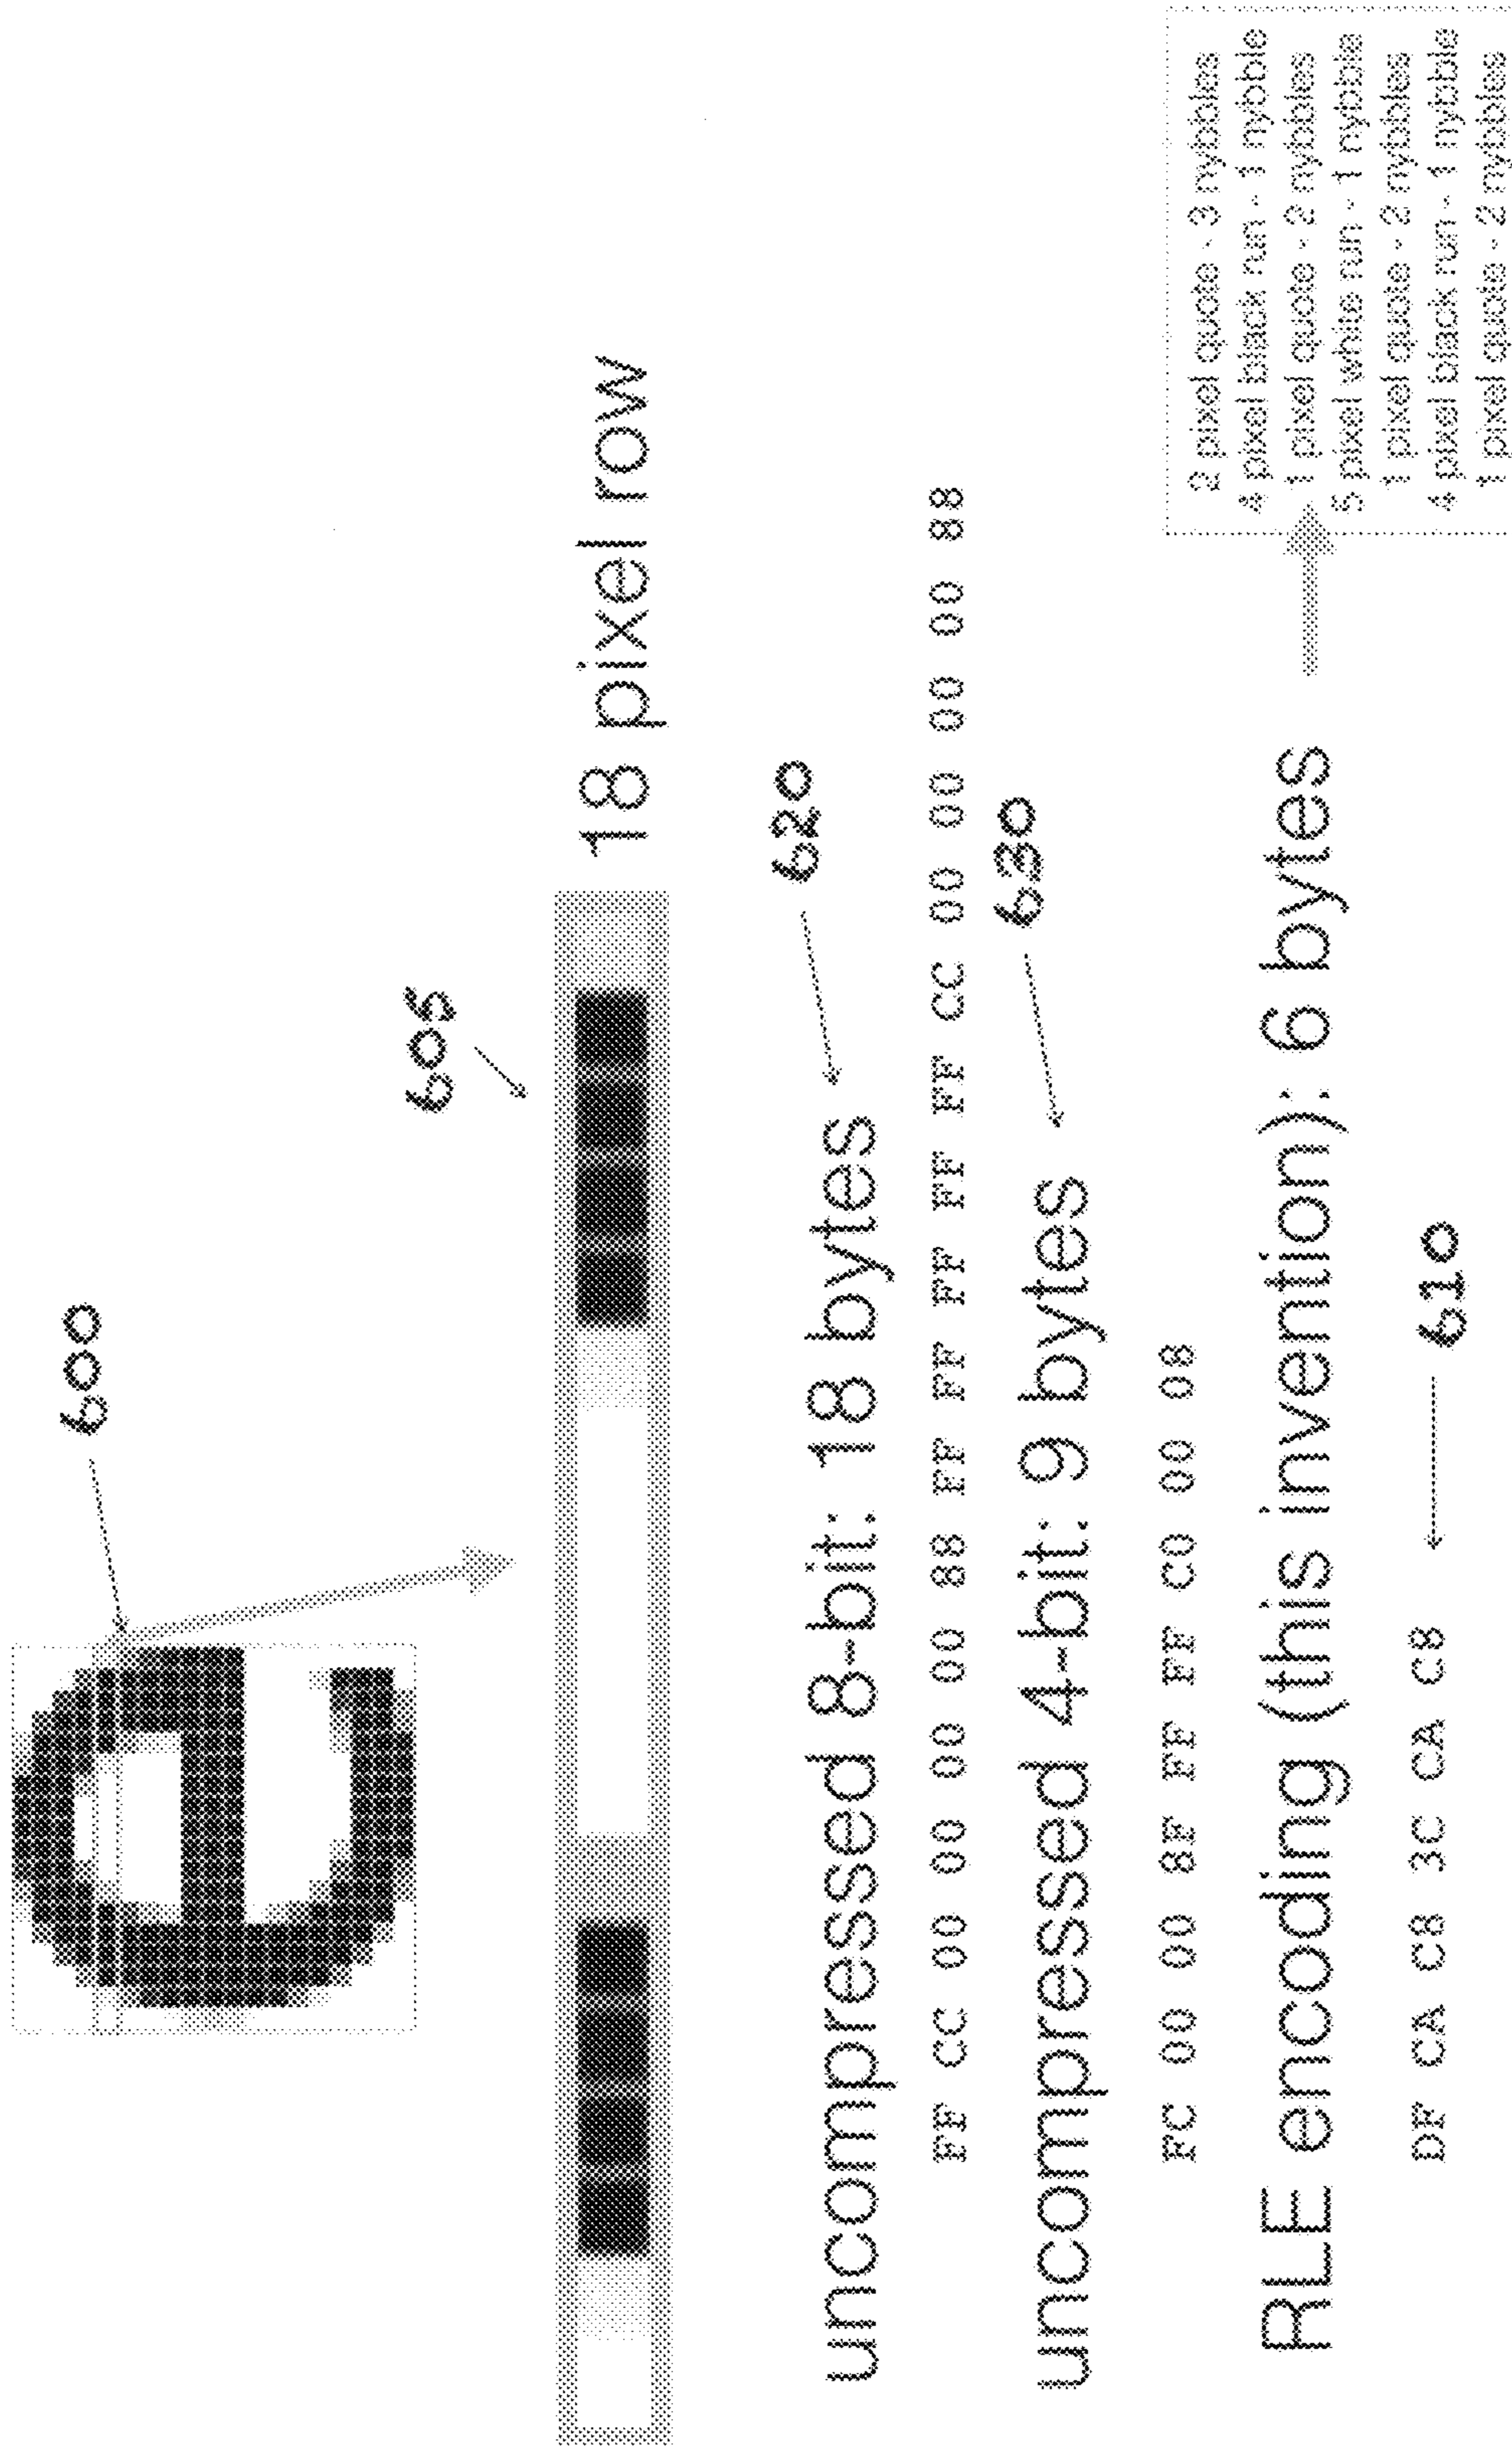 600
605
18 pixel row
uncompressed 8-bit: 18 bytes
620
FF CC 00 00 00 00 88 FF FF FF FF FF CC 00 00 00 00 88
uncompressed 4-bit: 9 bytes
630
FC 00 00 8F FF FF C0 00 08
RLE encoding (this invention): 6 bytes
DF CA C8 3C CA C8
610
2 pixel quote - 3 nybbles
4 pixel black run - 1 nybble
1 pixel quote - 2 nybbles
5 pixel white run - 1 nybble
1 pixel quote - 2 nybbles
4 pixel black run - 1 nybble
1 pixel quote - 2 nybbles